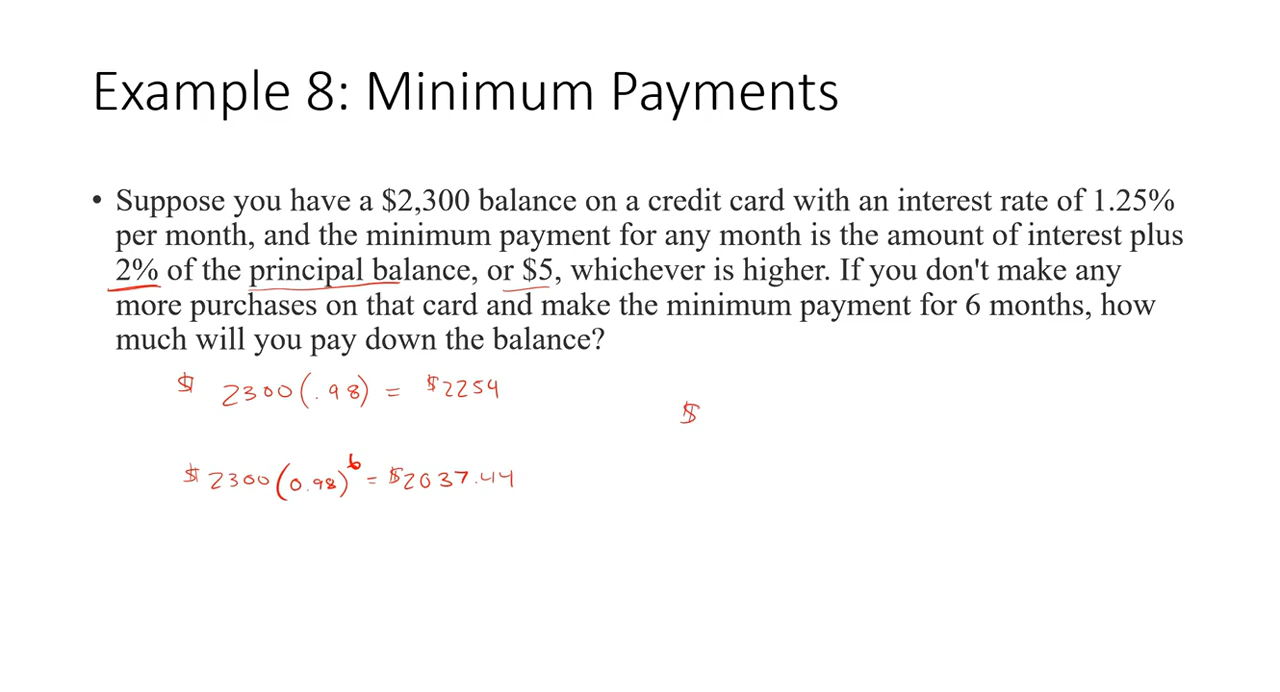 Example 8: Minimum Payments
• Suppose you have a $2,300 balance on a credit card with an interest rate of 1.25%
per month, and the minimum payment for any month is the amount of interest plus
2% of the principal balance, or $5, whichever is higher. If you don't make any
more purchases on that card and make the minimum payment for 6 months, how
much will you pay down the balance?
$ 2300(.98) = $2254
$
$2300(0.98)^6 = $2037.44